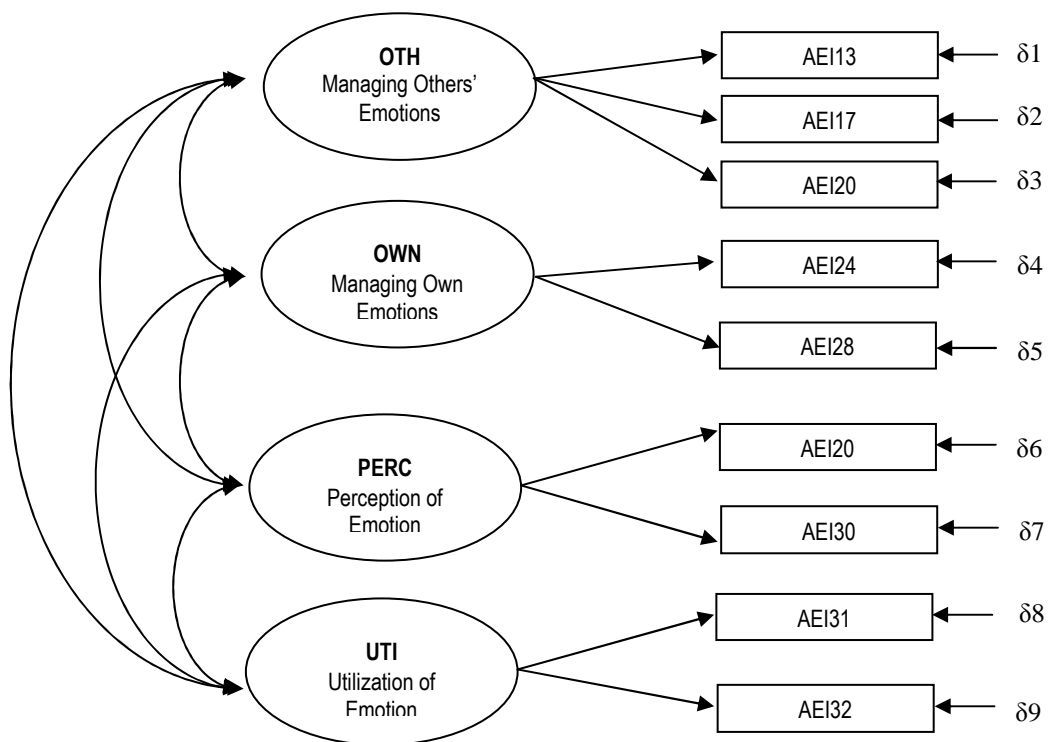 OTH
Managing Others'
Emotions
AEI13
δ1
AEI17
δ2
AEI20
δ3
OWN
Managing Own
Emotions
AEI24
δ4
AEI28
δ5
PERC
Perception of
Emotion
AEI20
δ6
AEI30
δ7
UTI
Utilization of
Emotion
AEI31
δ8
AEI32
δ9